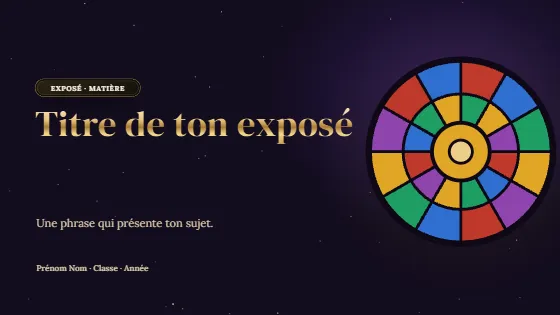 EXPOSÉ · MATIÈRE
Titre de ton exposé
Une phrase qui présente ton sujet.
Prénom Nom · Classe · Année